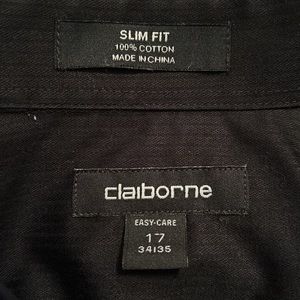 SLIM FIT
100% COTTON
MADE IN CHINA
claiborne
EASY-CARE
17
34|35